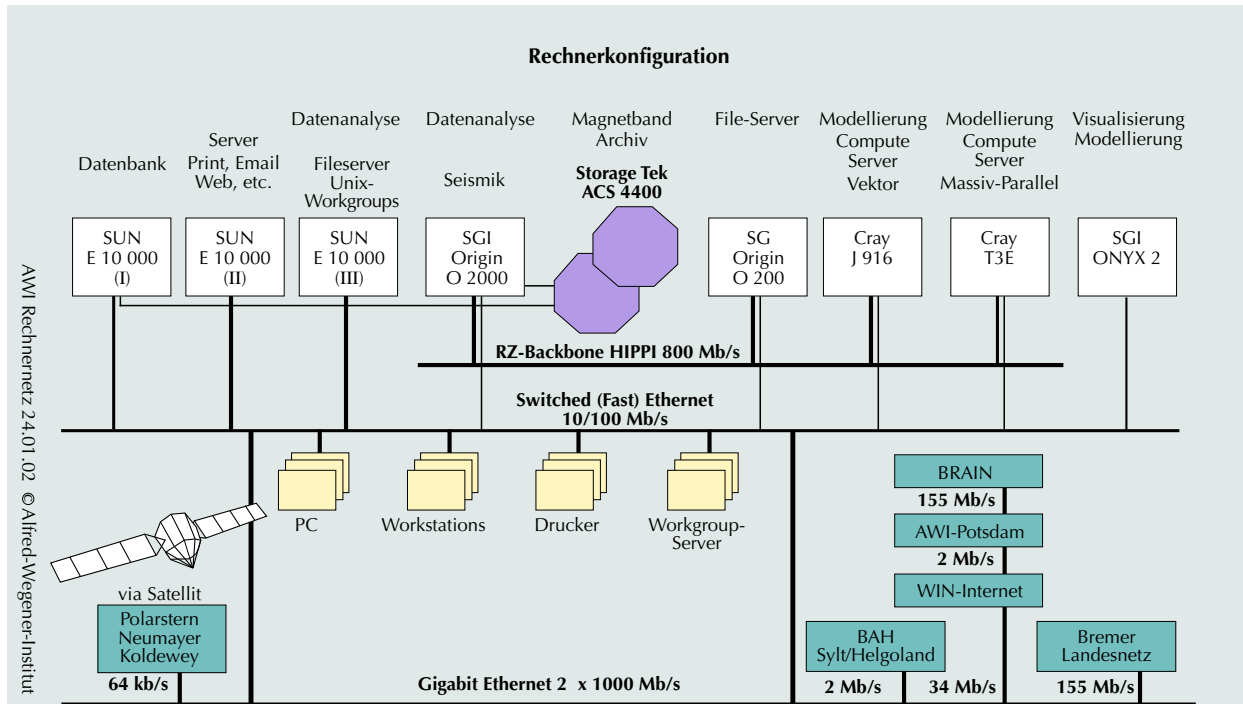 Rechnerkonfiguration
Datenbank
Server
Print, Email
Web, etc.
Datenanalyse
Fileserver
Unix-
Workgroups
Datenanalyse
Seismik
Magnetband
Archiv
Storage Tek
ACS 4400
File-Server
Modellierung
Compute
Server
Vektor
Modellierung
Compute
Server
Massiv-Parallel
Visualisierung
Modellierung
SUN
E 10 000
(I)
SUN
E 10 000
(II)
SUN
E 10 000
(III)
SGI
Origin
O 2000
SG
Origin
O 200
Cray
J 916
Cray
T3E
SGI
ONYX 2
RZ-Backbone HIPPI 800 Mb/s
Switched (Fast) Ethernet
10/100 Mb/s
PC
Workstations
Drucker
Workgroup-
Server
BRAIN
155 Mb/s
AWI-Potsdam
2 Mb/s
WIN-Internet
via Satellit
Polarstern
Neumayer
Koldewey
64 kb/s
Gigabit Ethernet 2 x 1000 Mb/s
BAH
Sylt/Helgoland
2 Mb/s
34 Mb/s
Bremer
Landesnetz
155 Mb/s
AWI Rechnernetz 24.01.02 ©Alfred-Wegener-Institut